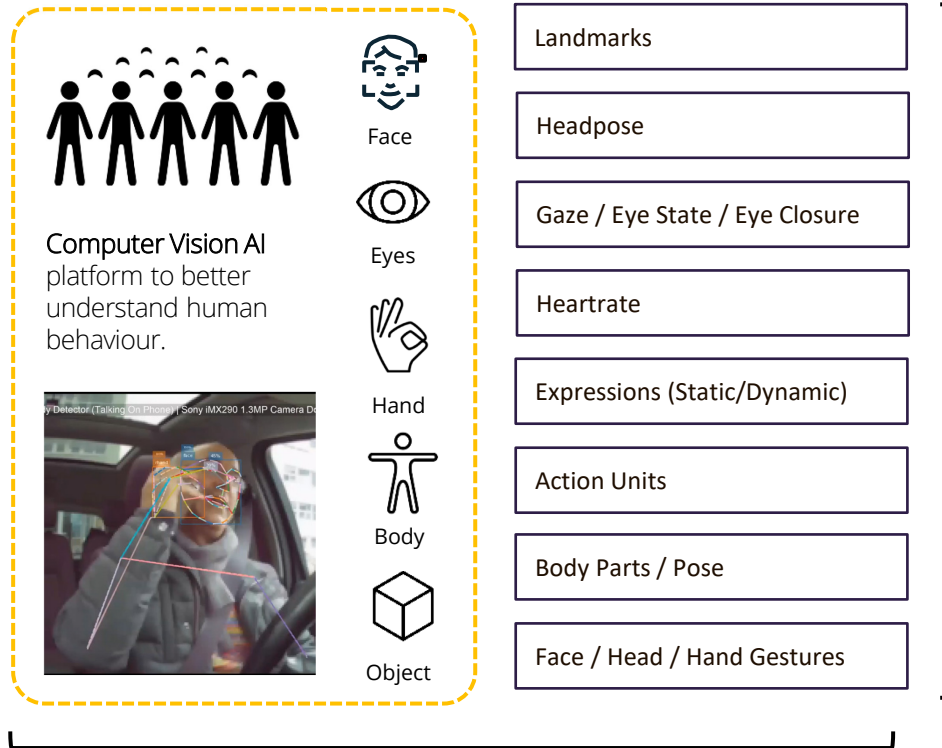 Computer Vision AI
platform to better
understand human
behaviour.
y Detector (Talking On Phone) | Sony iMX290 1.3MP Camera Do
Face
Eyes
Hand
Body
Object
Landmarks
Headpose
Gaze / Eye State / Eye Closure
Heartrate
Expressions (Static/Dynamic)
Action Units
Body Parts / Pose
Face / Head / Hand Gestures